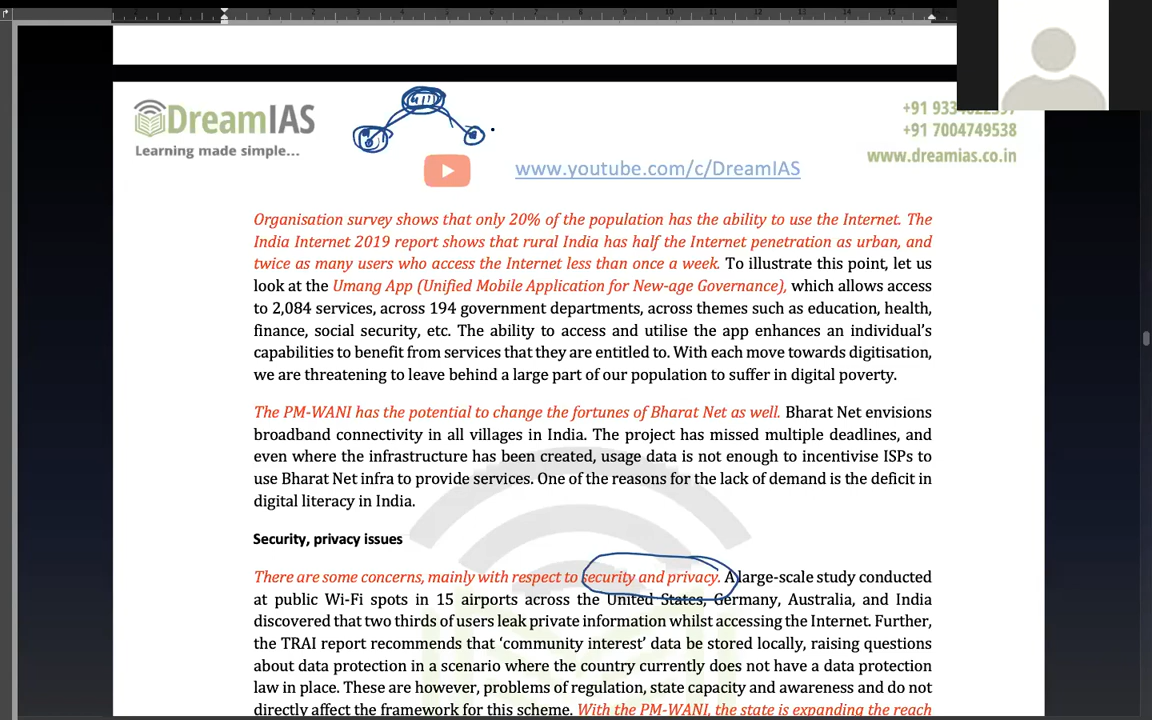 DreamIAS
Learning made simple...
+91 7004749538
www.dreamias.co.in
www.youtube.com/c/DreamIAS
Organisation survey shows that only 20% of the population has the ability to use the Internet. The
India Internet 2019 report shows that rural India has half the Internet penetration as urban, and
twice as many users who access the Internet less than once a week. To illustrate this point, let us
look at the Umang App (Unified Mobile Application for New-age Governance), which allows access
to 2,084 services, across 194 government departments, across themes such as education, health,
finance, social security, etc. The ability to access and utilise the app enhances an individual's
capabilities to benefit from services that they are entitled to. With each move towards digitisation,
we are threatening to leave behind a large part of our population to suffer in digital poverty.
The PM-WANI has the potential to change the fortunes of Bharat Net as well. Bharat Net envisions
broadband connectivity in all villages in India. The project has missed multiple deadlines, and
even where the infrastructure has been created, usage data is not enough to incentivise ISPs to
use Bharat Net infra to provide services. One of the reasons for the lack of demand is the deficit in
digital literacy in India.
Security, privacy issues
There are some concerns, mainly with respect to security and privacy. A large-scale study conducted
at public Wi-Fi spots in 15 airports across the United States, Germany, Australia, and India
discovered that two thirds of users leak private information whilst accessing the Internet. Further,
the TRAI report recommends that 'community interest' data be stored locally, raising questions
about data protection in a scenario where the country currently does not have a data protection
law in place. These are however, problems of regulation, state capacity and awareness and do not
directly affect the framework for this scheme. With the PM-WANI, the state is expanding the reach